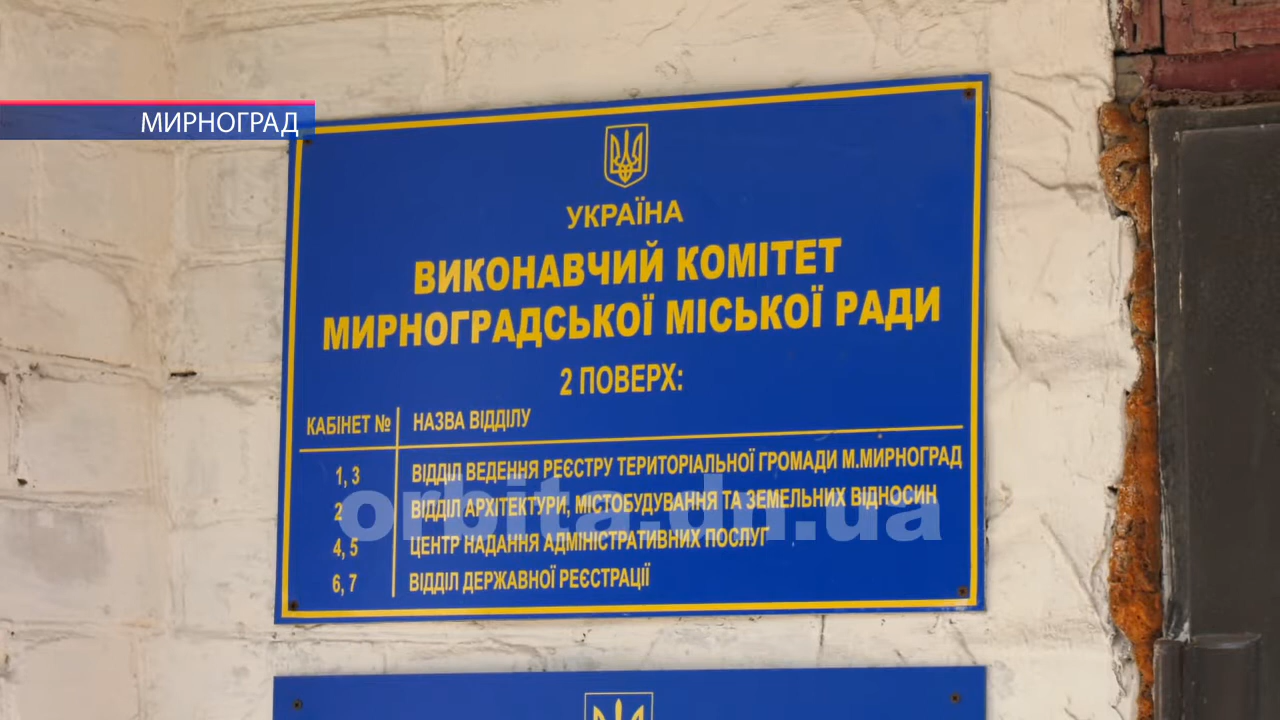 МИРНОГРАД
УКРАЇНА
ВИКОНАВЧИЙ КОМІТЕТ
МИРНОГРАДСЬКОЇ МІСЬКОЇ РАДИ
2 ПОВЕРХ:
КАБІНЕТ № НАЗВА ВІДДІЛУ
1, 3 ВІДДІЛ ВЕДЕННЯ РЕЄСТРУ ТЕРИТОРІАЛЬНОЇ ГРОМАДИ М.МИРНОГРАД
2 ВІДДІЛ АРХІТЕКТУРИ, МІСТОБУДУВАННЯ ТА ЗЕМЕЛЬНИХ ВІДНОСИН
orbita.dn.ua
4, 5 ЦЕНТР НАДАННЯ АДМІНІСТРАТИВНИХ ПОСЛУГ
6, 7 ВІДДІЛ ДЕРЖАВНОЇ РЕЄСТРАЦІЇ